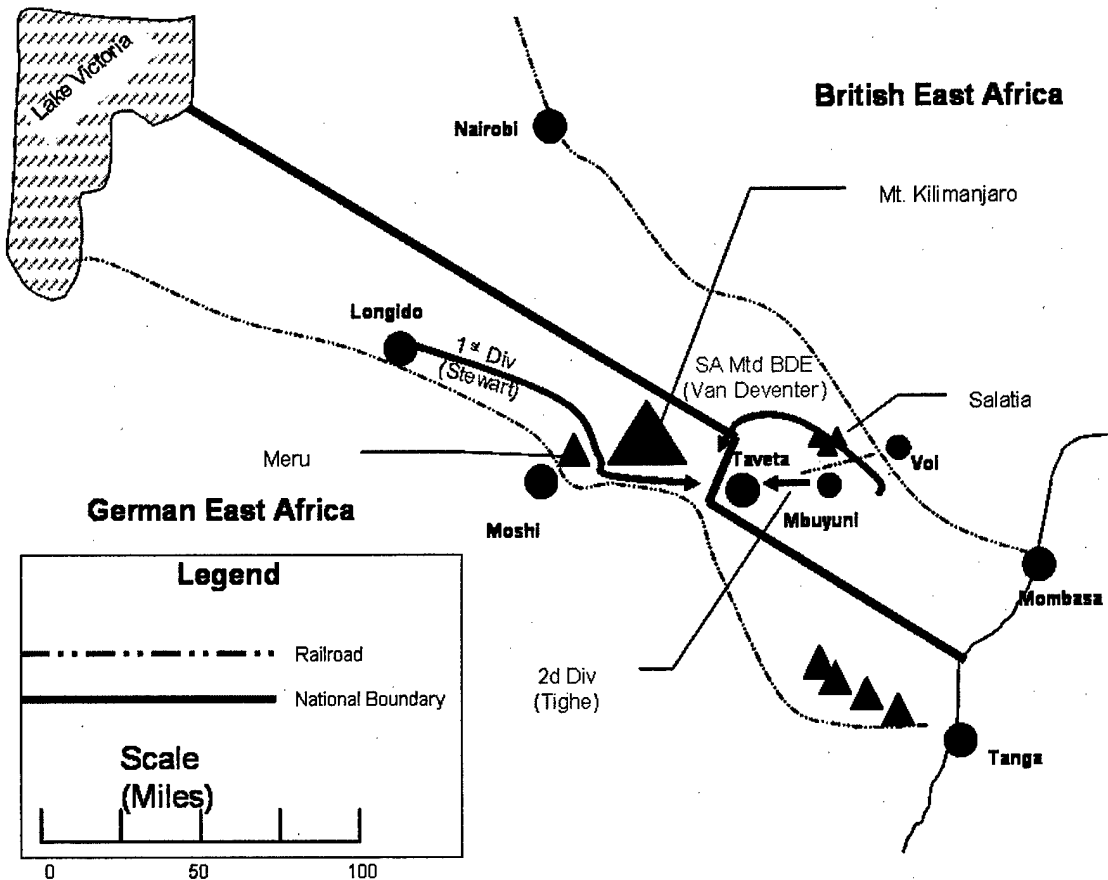 Lake Victoria
British East Africa
Nairobi
Mt. Kilimanjaro
Longido
1st Div
(Stewart)
SA Mtd BDE
(Van Deventer)
Salatia
Meru
Taveta
Voi
German East Africa
Moshi
Mbuyuni
Legend
Mombasa
Railroad
2d Div
(Tighe)
National Boundary
Scale
(Miles)
Tanga
0 50 100